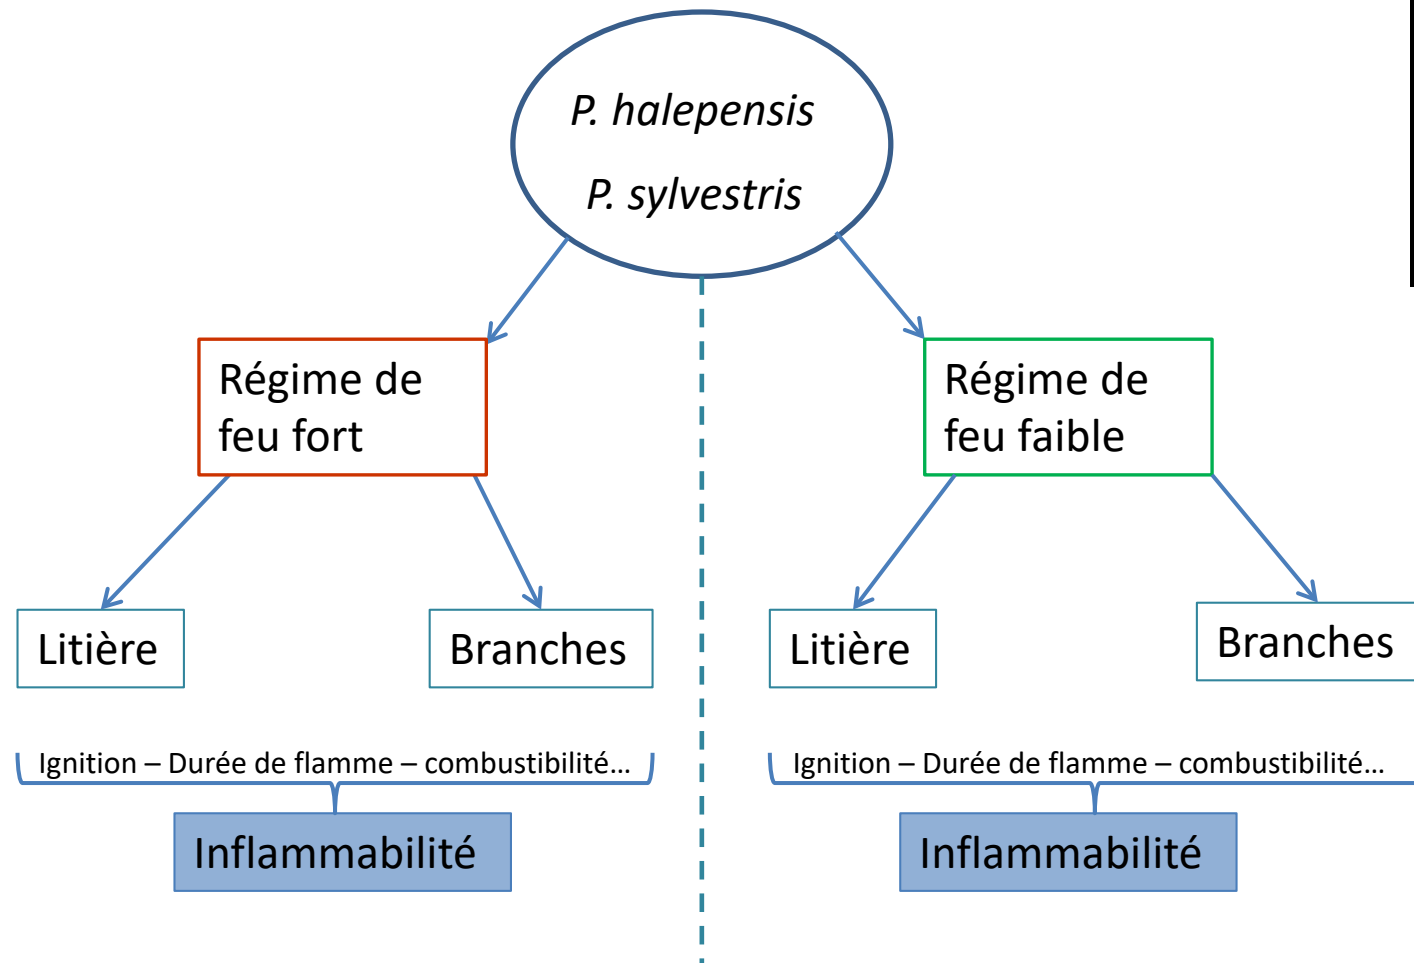 P. halepensis
P. sylvestris
Régime de
feu fort
Régime de
feu faible
Litière
Branches
Litière
Branches
Ignition – Durée de flamme – combustibilité...
Ignition – Durée de flamme – combustibilité...
Inflammabilité
Inflammabilité